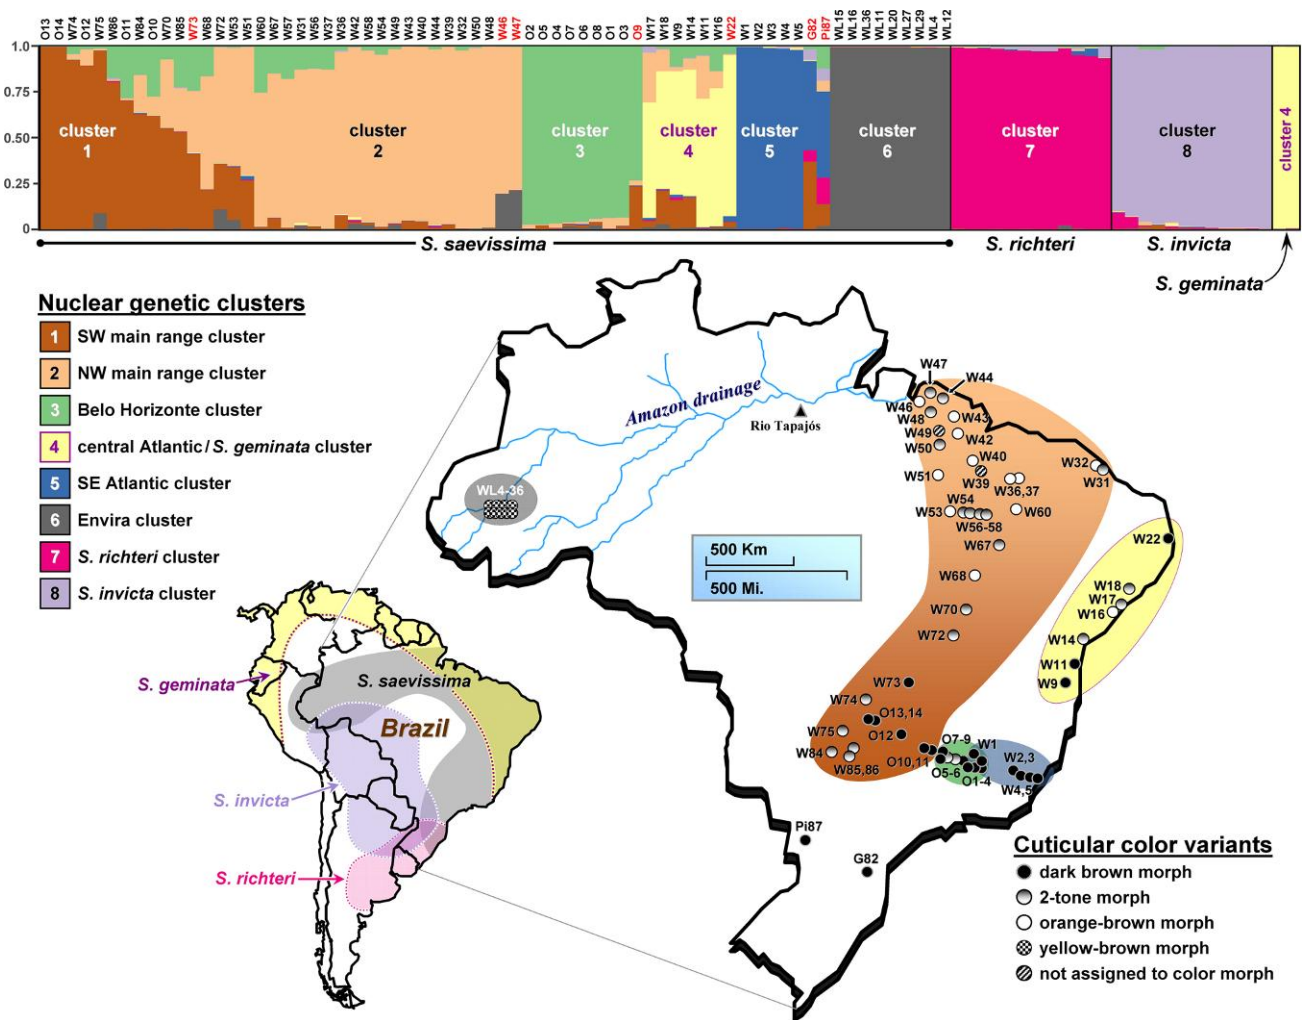 O13 O14 W74 O12 W75 W86 O11 W84 O10 W70 W85 W73 W68 W72 W53 W51 W60 W67 W57 W31 W56 W37 W36 W42 W58 W54 W49 W43 W40 W44 W39 W32 W50 W48 W46 W47 O2 O5 O4 O7 O6 O8 O1 O3 O9 W17 W18 W9 W14 W11 W16 W22 W1 W2 W3 W4 W5 G82 Pi87 WL15 WL16 WL36 WL11 WL20 WL27 WL29 WL4 WL12
1.0
0.75
0.50
0.25
0
cluster 1
cluster 2
cluster 3
cluster 4
cluster 5
cluster 6
cluster 7
cluster 8
cluster 4
S. saevissima
S. richteri
S. invicta
S. geminata
Nuclear genetic clusters
1 SW main range cluster
2 NW main range cluster
3 Belo Horizonte cluster
4 central Atlantic/S. geminata cluster
5 SE Atlantic cluster
6 Envira cluster
7 S. richteri cluster
8 S. invicta cluster
Amazon drainage
Rio Tapajós
WL4-36
500 Km
500 Mi.
W47
W44
W46
W48
W43
W49
W42
W50
W40
W32
W51
W39
W31
W36,37
W54
W53
W60
W56-58
W22
W67
W68
W18
W17
W16
W70
W72
W14
W11
W73
W9
W74
O13,14
W75
O12
O7-9
W1
W84
W85,86
O10,11
W2,3
O5-6
O1-4
W4,5
Pi87
G82
S. geminata
S. saevissima
Brazil
S. invicta
S. richteri
Cuticular color variants
dark brown morph
2-tone morph
orange-brown morph
yellow-brown morph
not assigned to color morph